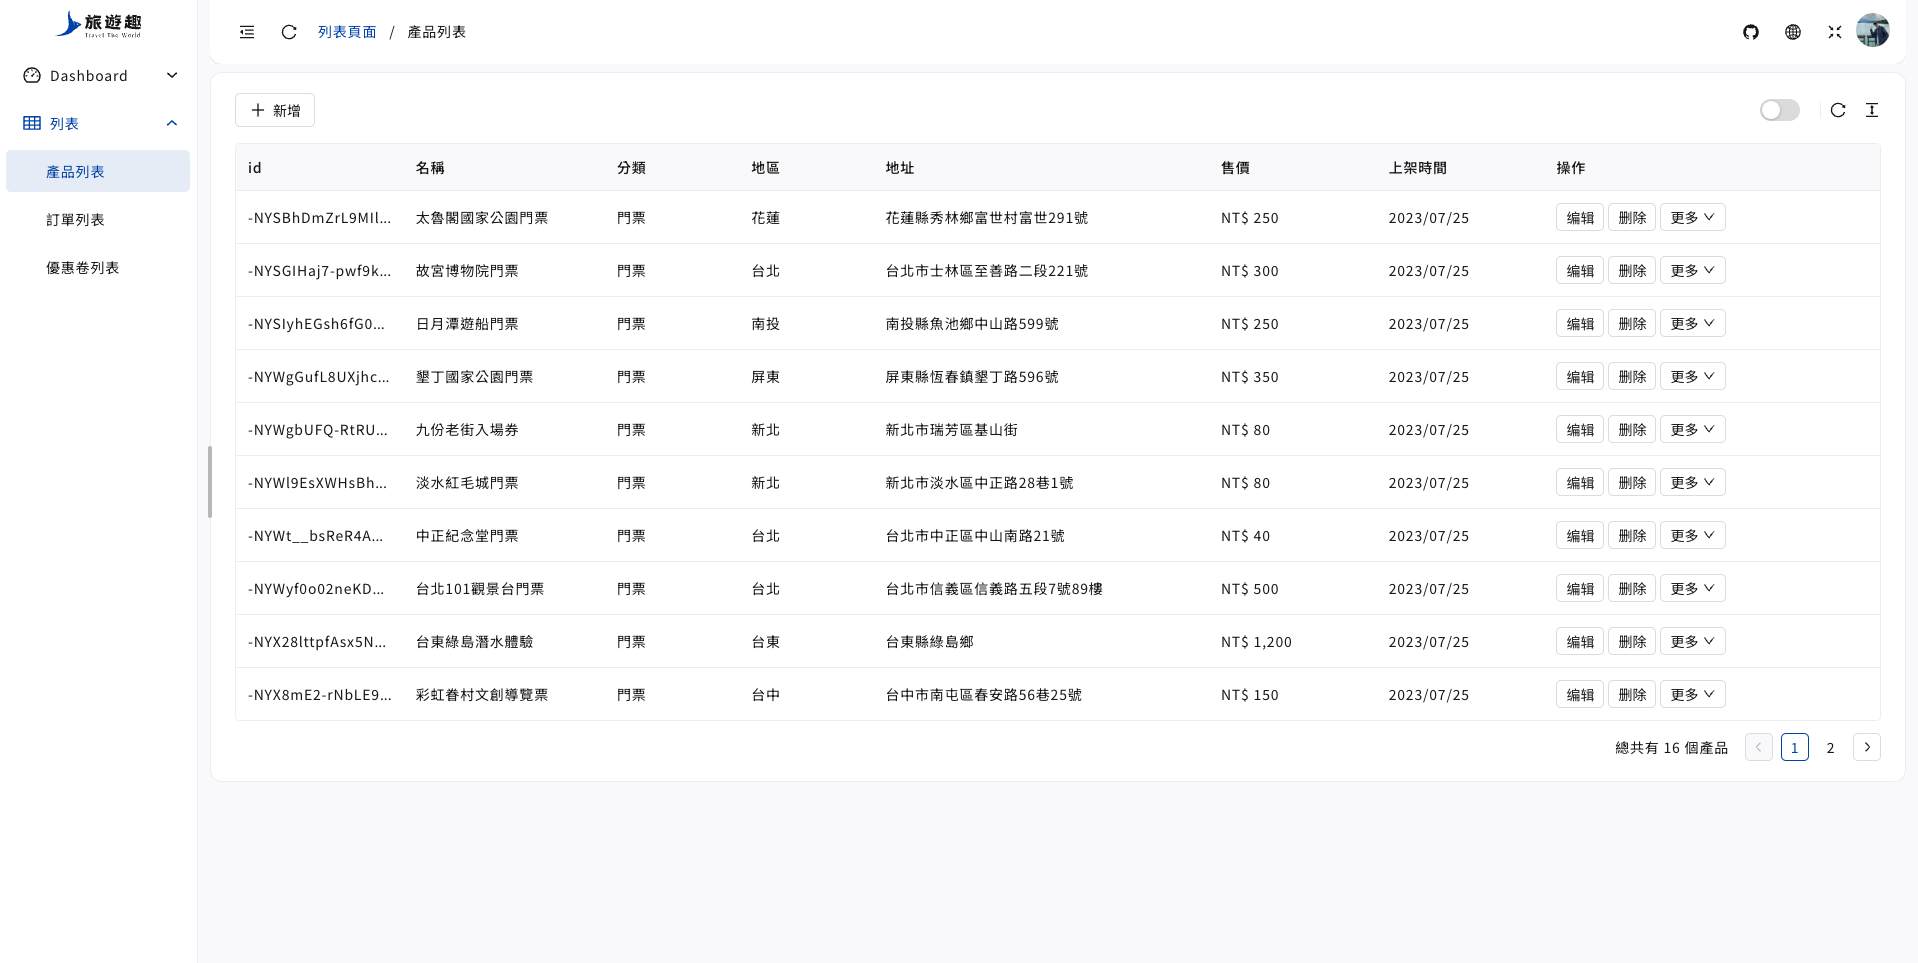 旅遊趣
Travel The World
列表頁面 / 產品列表
Dashboard
列表
產品列表
訂單列表
優惠卷列表
新增
id 名稱 分類 地區 地址 售價 上架時間 操作
-NYSBhDmZrL9MIl... 太魯閣國家公園門票 門票 花蓮 花蓮縣秀林鄉富世村富世291號 NT$ 250 2023/07/25 编辑 删除 更多
-NYSGIHaj7-pwf9k... 故宮博物院門票 門票 台北 台北市士林區至善路二段221號 NT$ 300 2023/07/25 编辑 删除 更多
-NYSIyhEGsh6fG0... 日月潭遊船門票 門票 南投 南投縣魚池鄉中山路599號 NT$ 250 2023/07/25 编辑 删除 更多
-NYWgGufL8UXjhc... 墾丁國家公園門票 門票 屏東 屏東縣恆春鎮墾丁路596號 NT$ 350 2023/07/25 编辑 删除 更多
-NYWgbUFQ-RtRU... 九份老街入場券 門票 新北 新北市瑞芳區基山街 NT$ 80 2023/07/25 编辑 删除 更多
-NYWl9EsXWHsBh... 淡水紅毛城門票 門票 新北 新北市淡水區中正路28巷1號 NT$ 80 2023/07/25 编辑 删除 更多
-NYWt__bsReR4A... 中正紀念堂門票 門票 台北 台北市中正區中山南路21號 NT$ 40 2023/07/25 编辑 删除 更多
-NYWyf0o02neKD... 台北101觀景台門票 門票 台北 台北市信義區信義路五段7號89樓 NT$ 500 2023/07/25 编辑 删除 更多
-NYX28lttpfAsx5N... 台東綠島潛水體驗 門票 台東 台東縣綠島鄉 NT$ 1,200 2023/07/25 编辑 删除 更多
-NYX8mE2-rNbLE9... 彩虹眷村文創導覽票 門票 台中 台中市南屯區春安路56巷25號 NT$ 150 2023/07/25 编辑 删除 更多
總共有 16 個產品 1 2